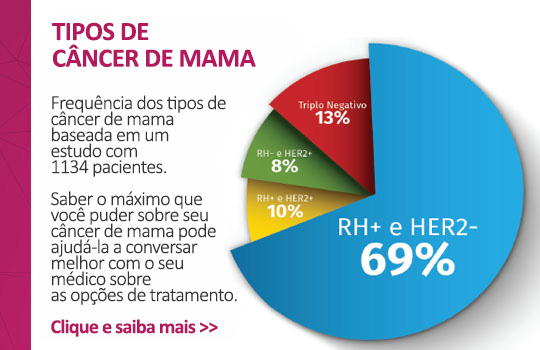 TIPOS DE
CÂNCER DE MAMA
Frequência dos tipos de
câncer de mama
baseada em um
estudo com
1134 pacientes.
Saber o máximo que
você puder sobre seu
câncer de mama pode
ajudá-la a conversar
melhor com o seu
médico sobre
as opções de tratamento.
Clique e saiba mais >>
Triplo Negativo
13%
RH- e HER2+
8%
RH+ e HER2+
10%
RH+ e HER2-
69%